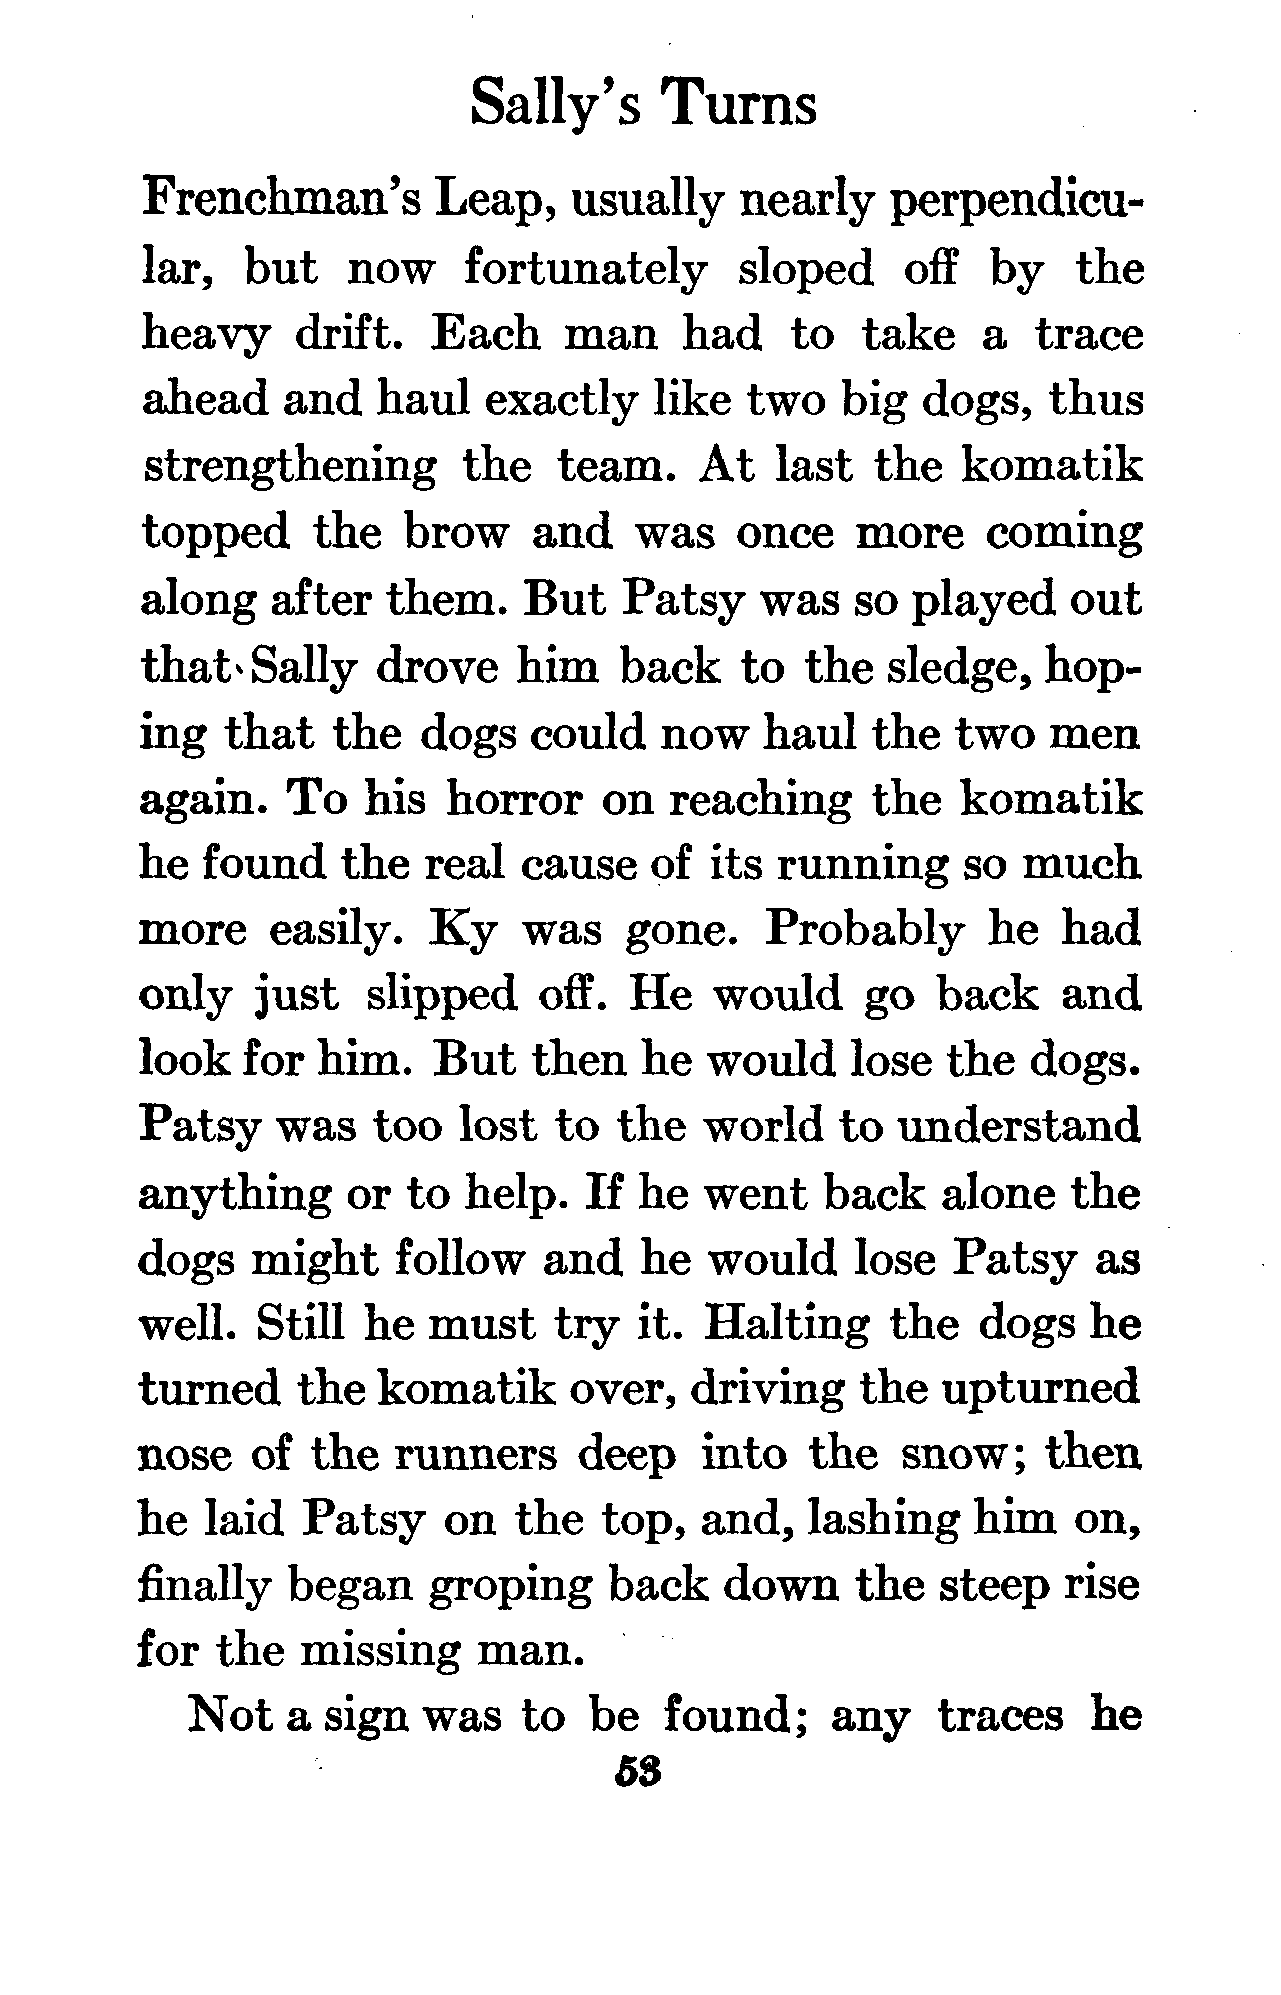 Sally's Turns
Frenchman's Leap, usually nearly perpendicu-
lar, but now fortunately sloped off by the
heavy drift. Each man had to take a trace
ahead and haul exactly like two big dogs, thus
strengthening the team. At last the komatik
topped the brow and was once more coming
along after them. But Patsy was so played out
that Sally drove him back to the sledge, hop-
ing that the dogs could now haul the two men
again. To his horror on reaching the komatik
he found the real cause of its running so much
more easily. Ky was gone. Probably he had
only just slipped off. He would go back and
look for him. But then he would lose the dogs.
Patsy was too lost to the world to understand
anything or to help. If he went back alone the
dogs might follow and he would lose Patsy as
well. Still he must try it. Halting the dogs he
turned the komatik over, driving the upturned
nose of the runners deep into the snow; then
he laid Patsy on the top, and, lashing him on,
finally began groping back down the steep rise
for the missing man.
Not a sign was to be found; any traces he
53